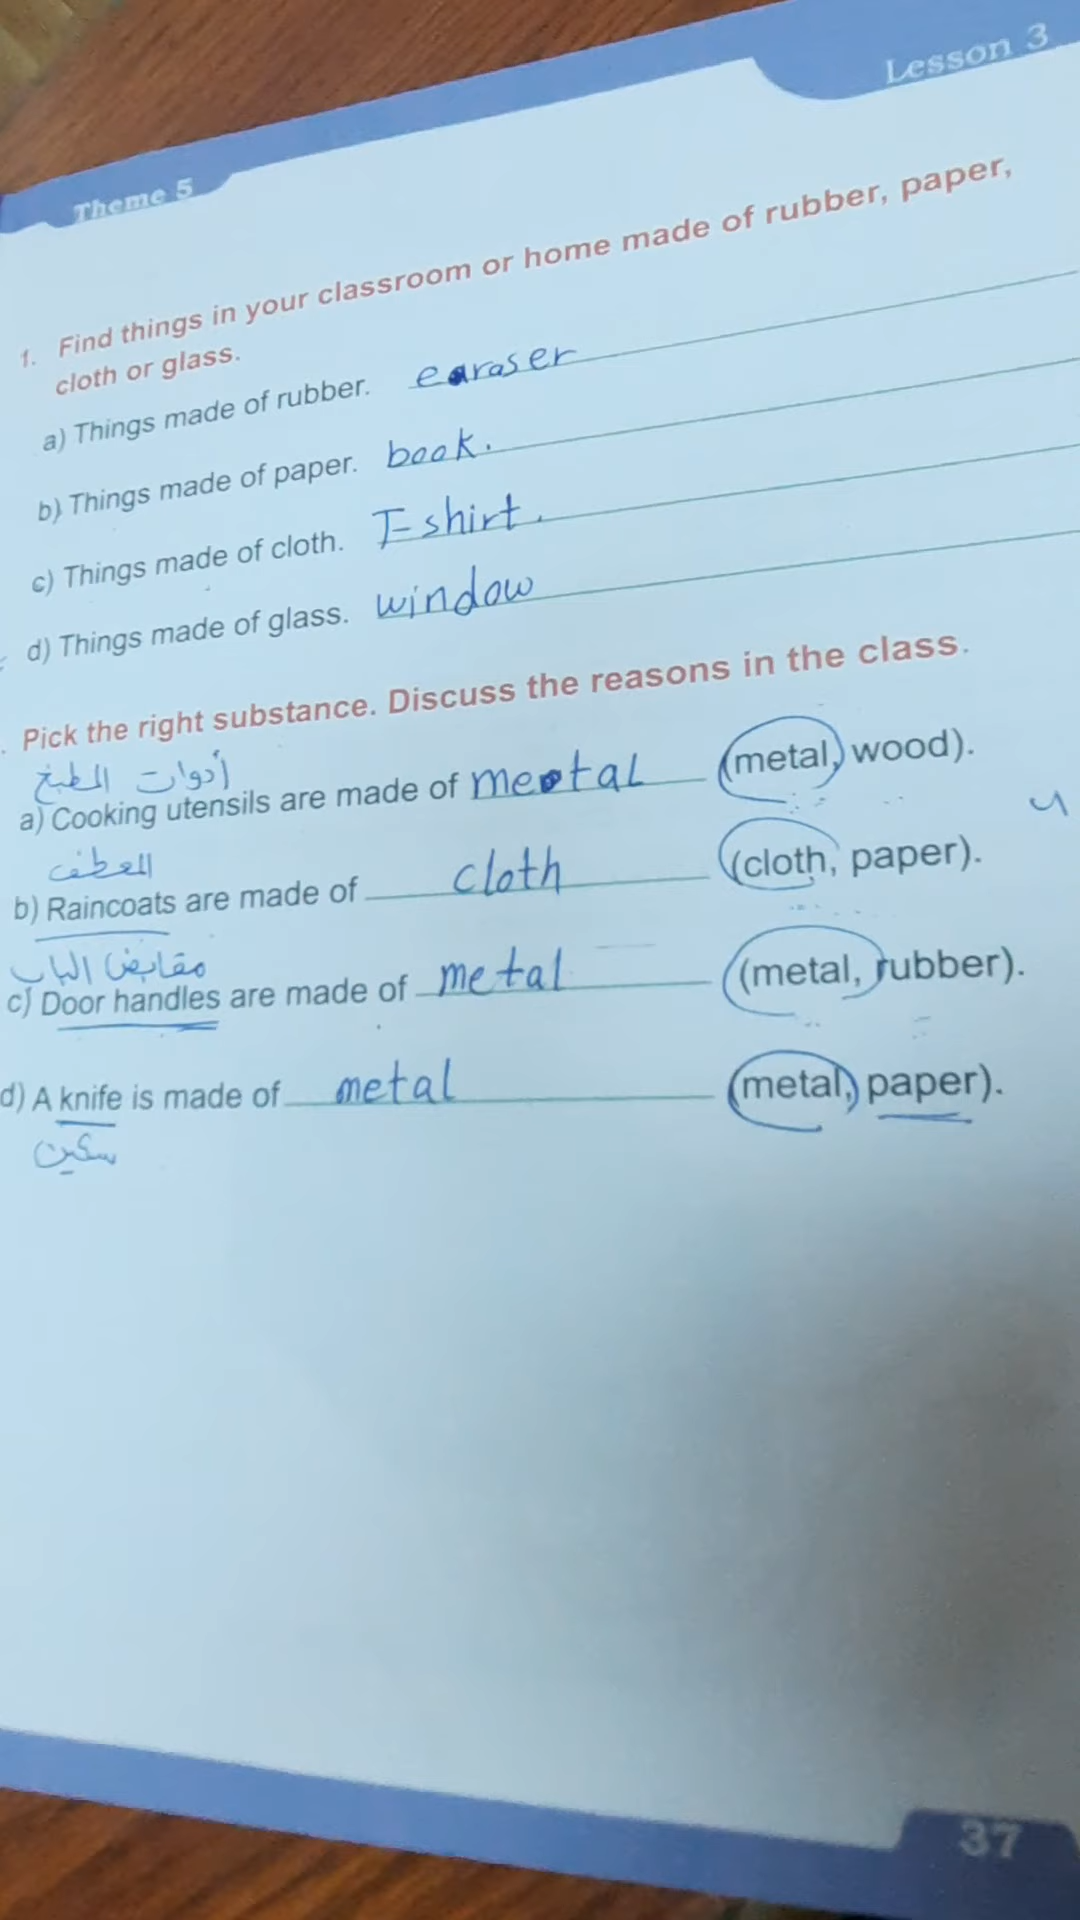 Theme 5
Lesson 3
1. Find things in your classroom or home made of rubber, paper,
cloth or glass.
a) Things made of rubber. earaser
b) Things made of paper. book.
c) Things made of cloth. T-shirt.
d) Things made of glass. window
. Pick the right substance. Discuss the reasons in the class.
أدوات الطبخ
a) Cooking utensils are made of metal (metal, wood).
العطف
b) Raincoats are made of cloth (cloth, paper).
مقابض الباب
c) Door handles are made of metal (metal, rubber).
d) A knife is made of metal (metal, paper).
سكين
37